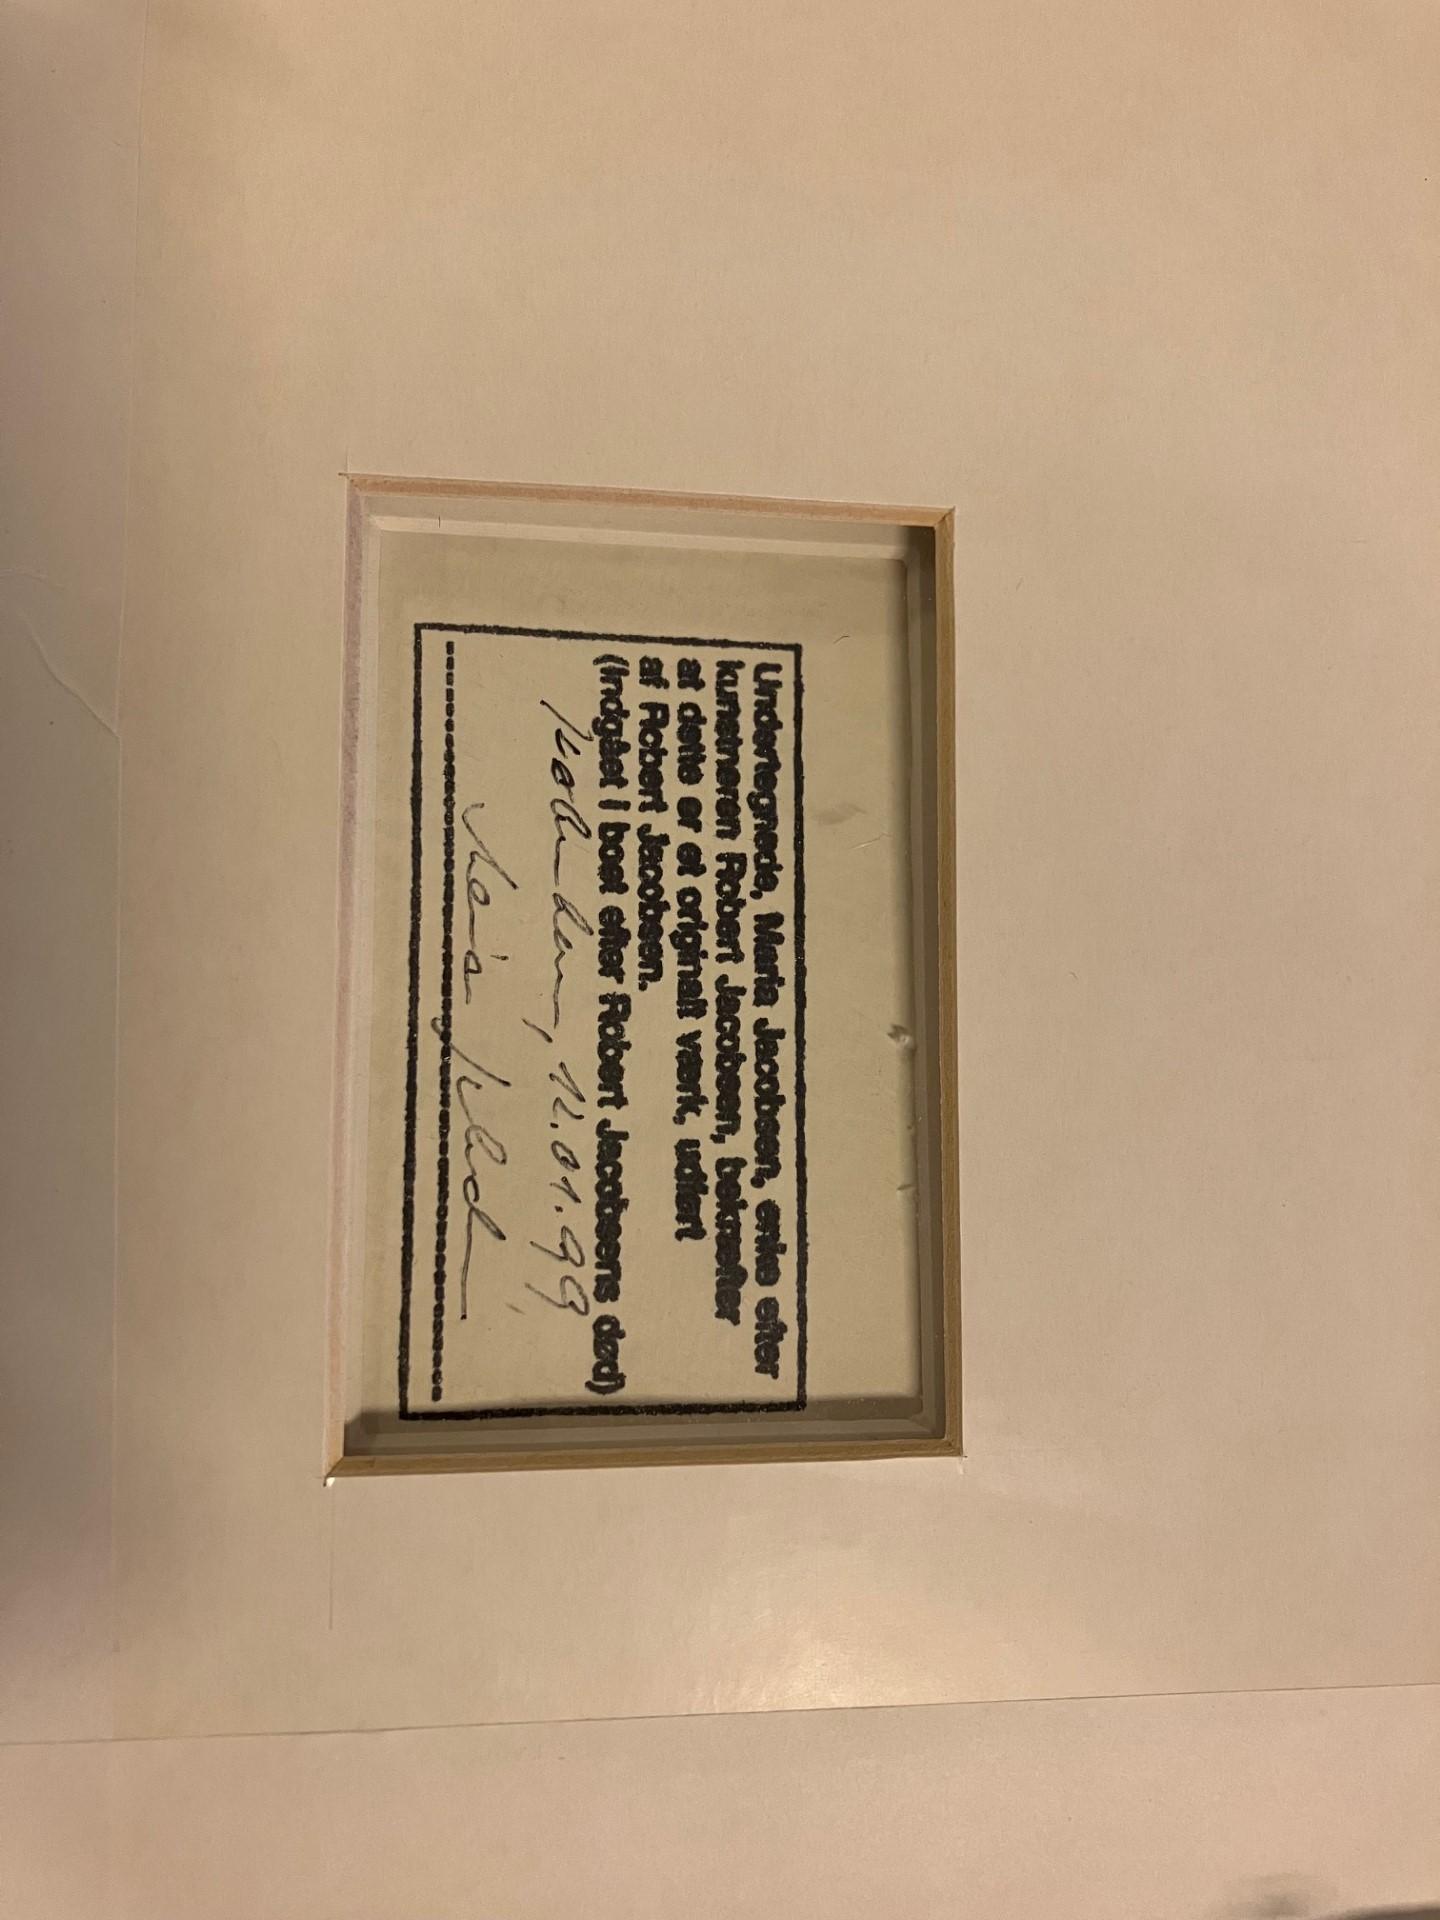 Undertegnede, Maria Jacobsen, enke efter
kunstneren Robert Jacobsen, bekræfter
at dette er et originalt værk, udført
af Robert Jacobsen.
(Indgået i boet efter Robert Jacobsens død)
12.01.99